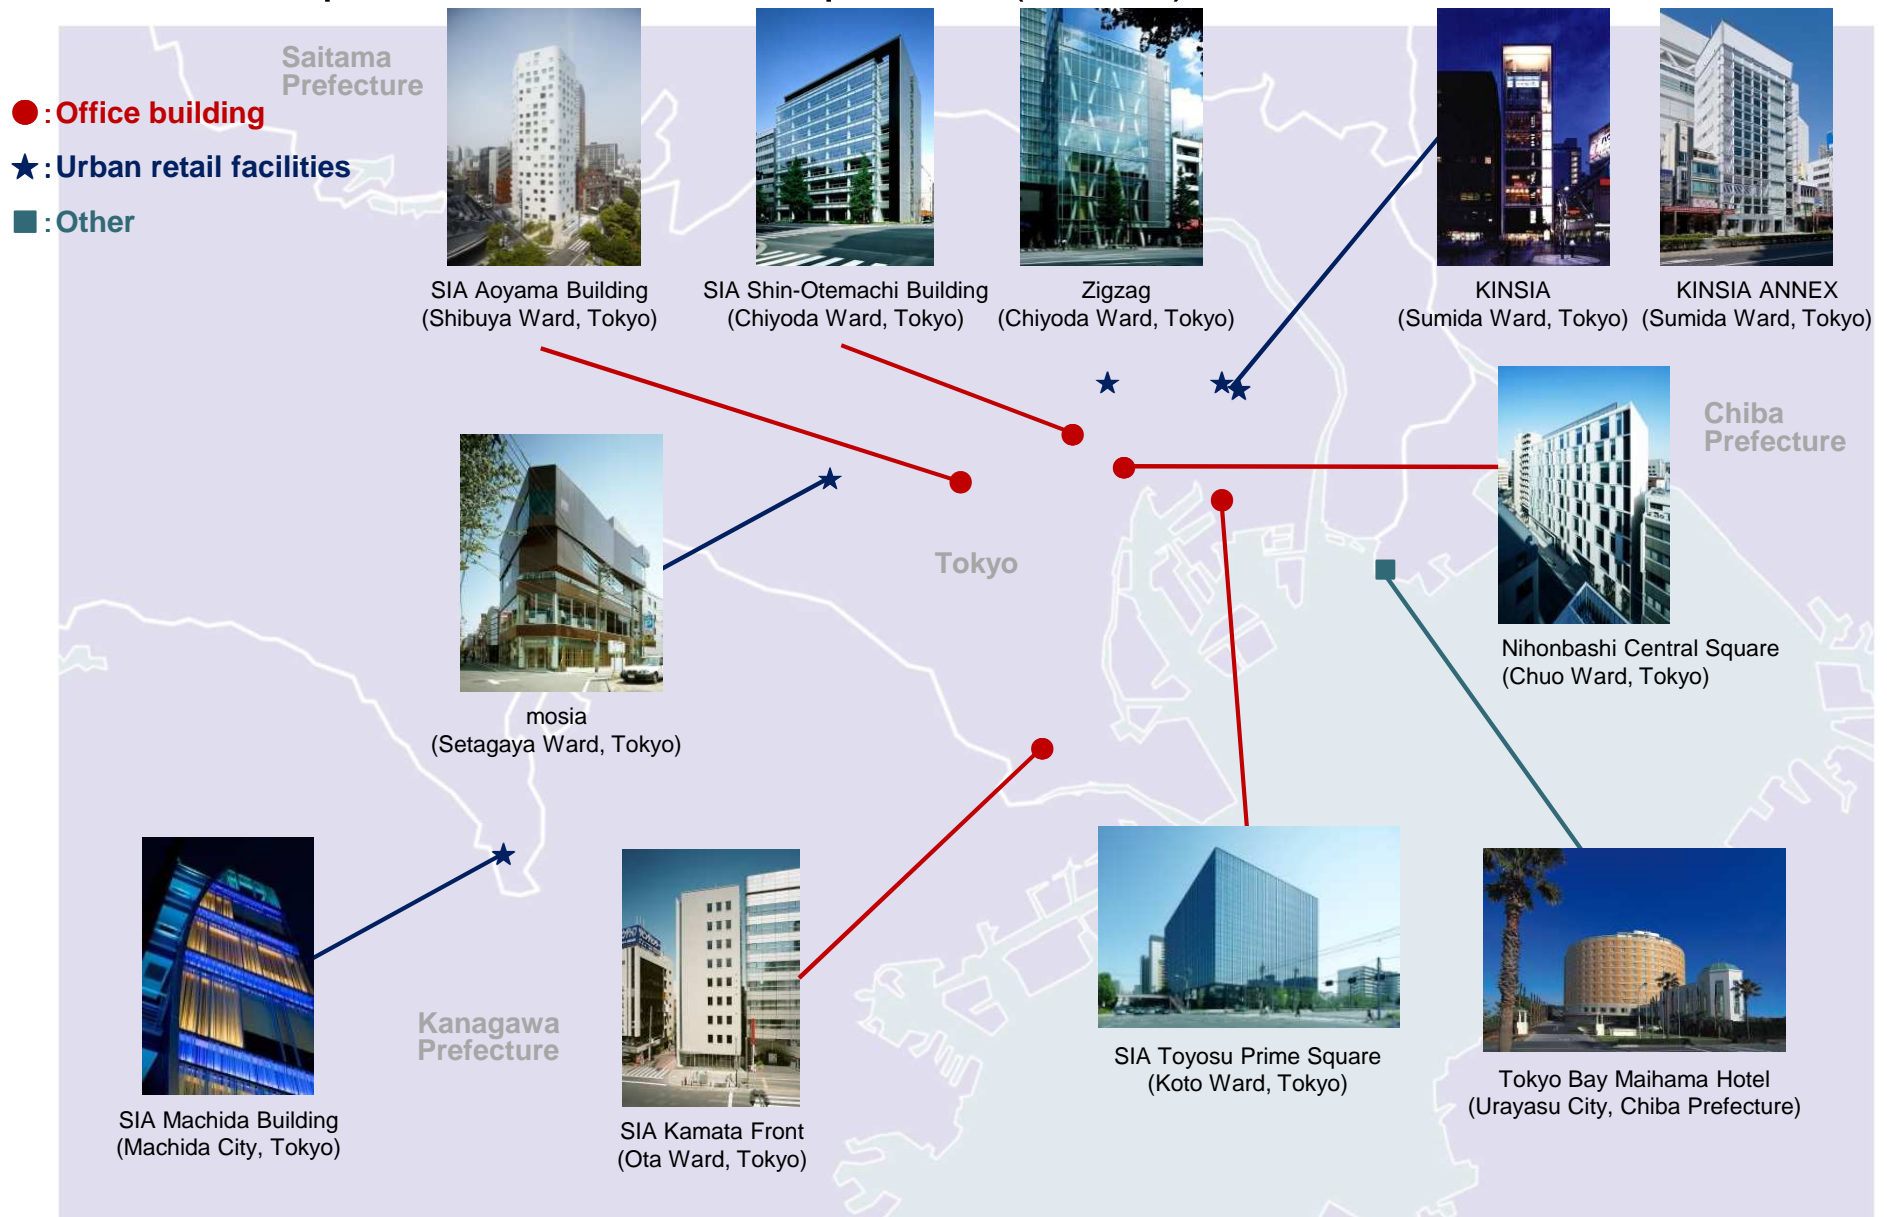 Saitama
Prefecture
: Office building
: Urban retail facilities
: Other
SIA Aoyama Building
(Shibuya Ward, Tokyo)
SIA Shin-Otemachi Building
(Chiyoda Ward, Tokyo)
Zigzag
(Chiyoda Ward, Tokyo)
KINSIA
(Sumida Ward, Tokyo)
KINSIA ANNEX
(Sumida Ward, Tokyo)
Chiba
Prefecture
Tokyo
Nihonbashi Central Square
(Chuo Ward, Tokyo)
mosia
(Setagaya Ward, Tokyo)
Kanagawa
Prefecture
SIA Machida Building
(Machida City, Tokyo)
SIA Kamata Front
(Ota Ward, Tokyo)
SIA Toyosu Prime Square
(Koto Ward, Tokyo)
Tokyo Bay Maihama Hotel
(Urayasu City, Chiba Prefecture)